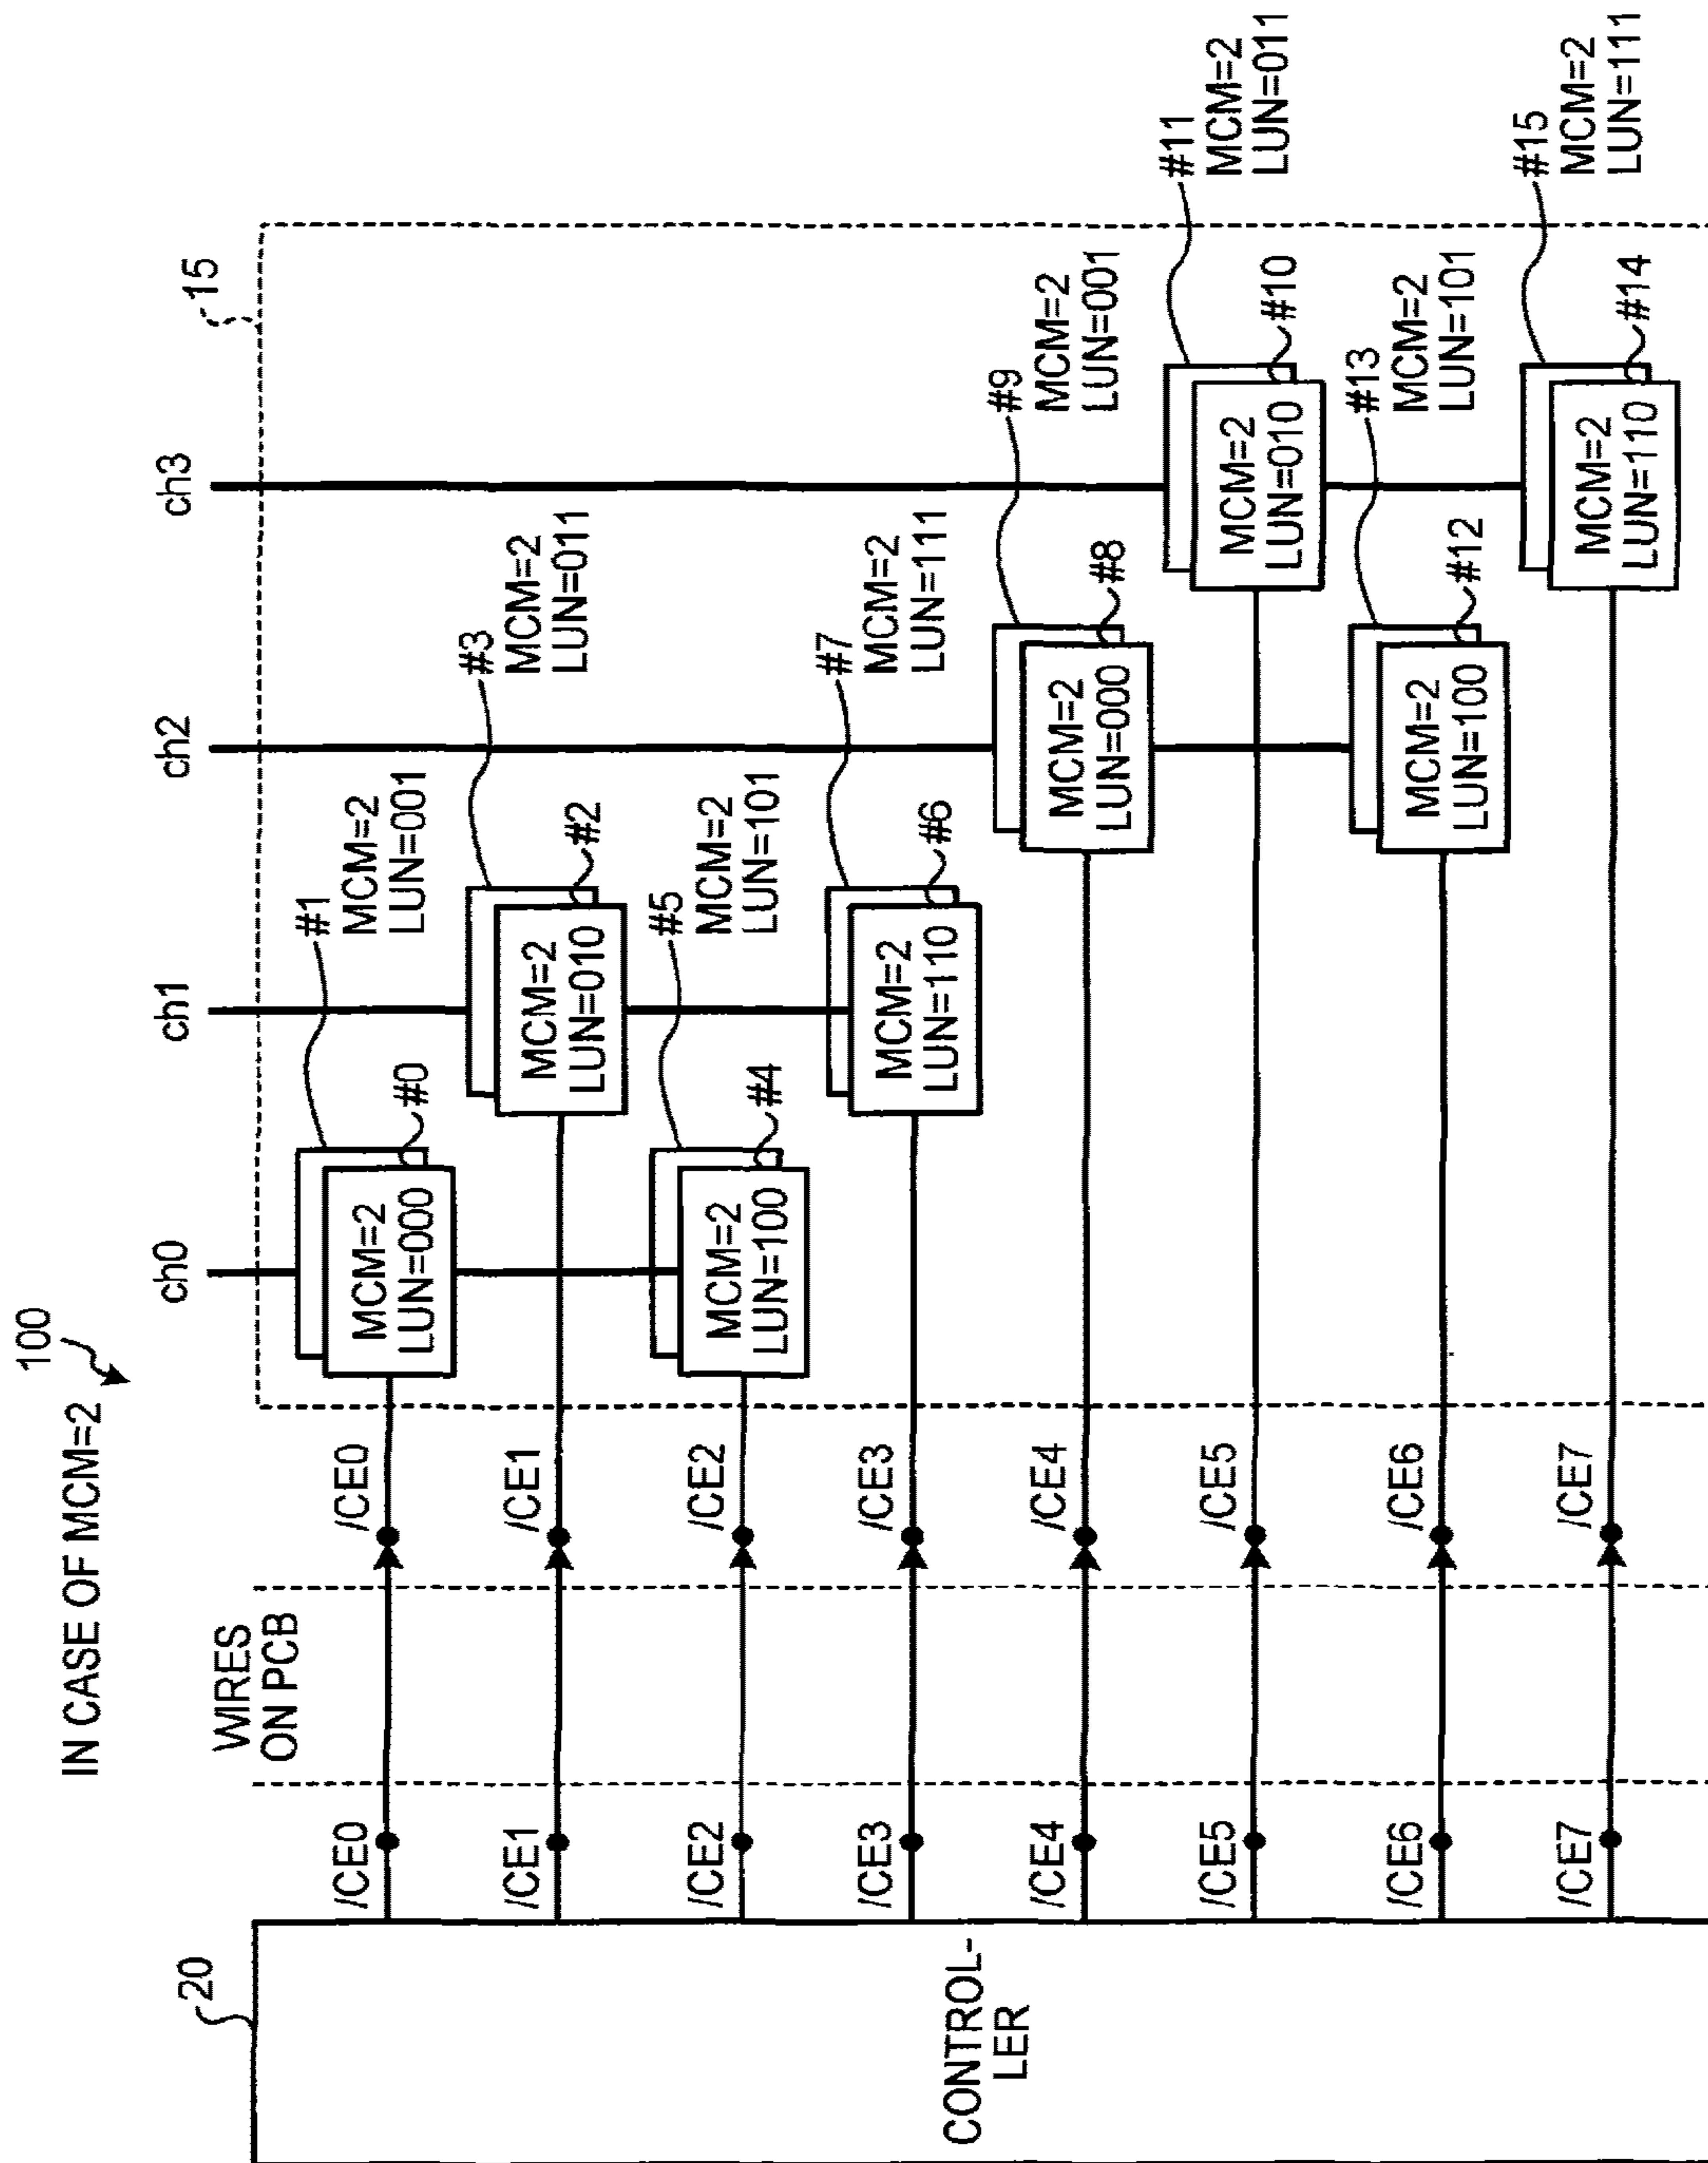 IN CASE OF MCM=2
100
20
WIRES
ON PCB
15
ch0
ch1
ch2
ch3
CONTROL-
LER
/CE0
/CE0
MCM=2
LUN=000
#0
#1
MCM=2
LUN=001
/CE1
/CE1
MCM=2
LUN=010
#2
#3
MCM=2
LUN=011
/CE2
/CE2
MCM=2
LUN=100
#4
#5
MCM=2
LUN=101
/CE3
/CE3
MCM=2
LUN=110
#6
#7
MCM=2
LUN=111
/CE4
/CE4
MCM=2
LUN=000
#8
#9
MCM=2
LUN=001
/CE5
/CE5
MCM=2
LUN=010
#10
#11
MCM=2
LUN=011
/CE6
/CE6
MCM=2
LUN=100
#12
#13
MCM=2
LUN=101
/CE7
/CE7
MCM=2
LUN=110
#14
#15
MCM=2
LUN=111